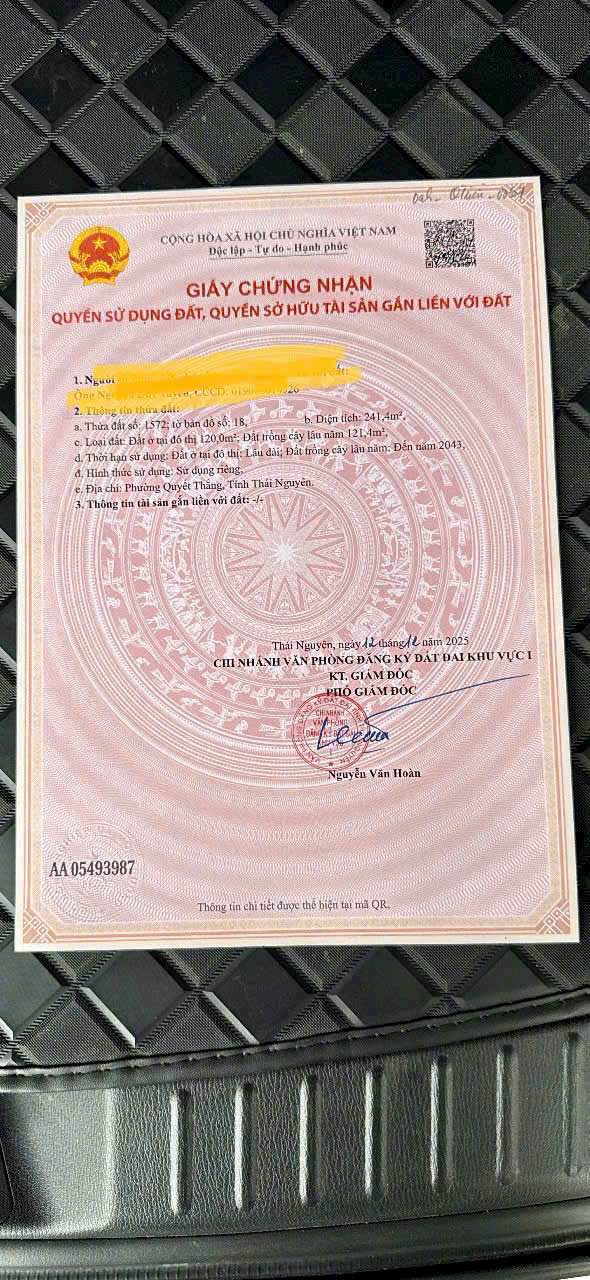 CỘNG HÒA XÃ HỘI CHỦ NGHĨA VIỆT NAM
Độc lập - Tự do - Hạnh phúc
GIẤY CHỨNG NHẬN
QUYỀN SỬ DỤNG ĐẤT, QUYỀN SỞ HỮU TÀI SẢN GẮN LIỀN VỚI ĐẤT
1. Người
2. Thông tin thửa đất:
a. Thửa đất số: 1572; tờ bản đồ số: 18, b. Diện tích: 241,4m²,
c. Loại đất: Đất ở tại đô thị 120,0m²; Đất trồng cây lâu năm 121,4m²,
d. Thời hạn sử dụng: Đất ở tại đô thị: Lâu dài; Đất trồng cây lâu năm: Đến năm 2043,
đ. Hình thức sử dụng: Sử dụng riêng,
e. Địa chỉ: Phường Quyết Thắng, Tỉnh Thái Nguyên.
3. Thông tin tài sản gắn liền với đất: -/-
Thái Nguyên, ngày 12 tháng 12 năm 2025
CHI NHÁNH VĂN PHÒNG ĐĂNG KÝ ĐẤT ĐAI KHU VỰC I
KT. GIÁM ĐỐC
PHÓ GIÁM ĐỐC
CHI NHÁNH
VĂN PHÒNG
Nguyễn Văn Hoàn
AA 05493987
Thông tin chi tiết được thể hiện tại mã QR.